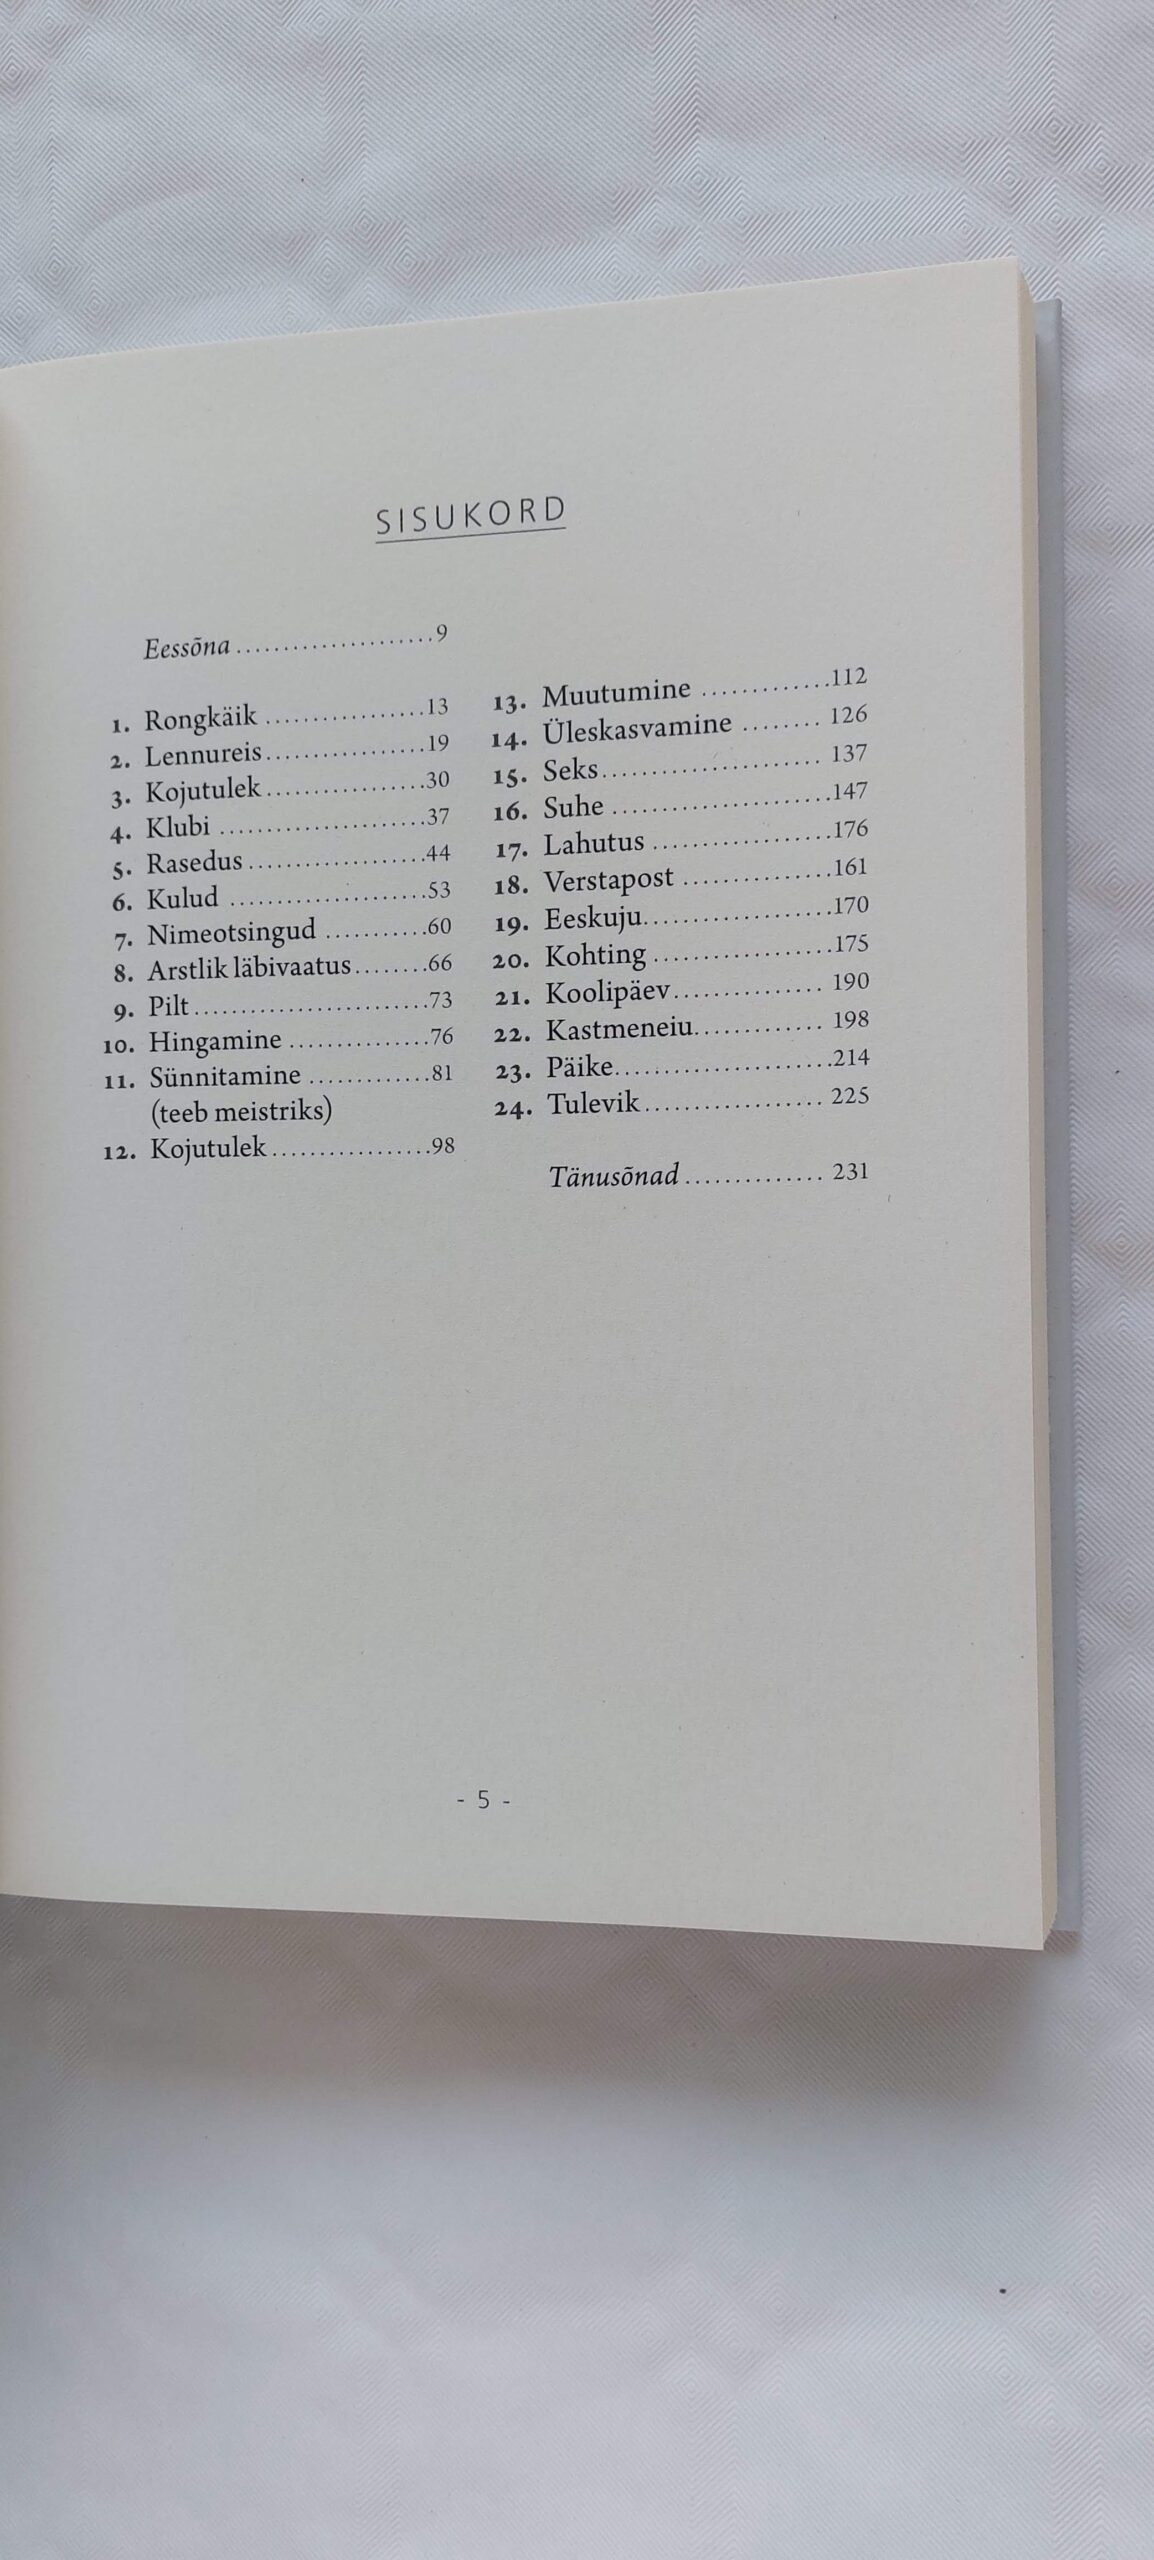 SISUKORD
Eessõna......................9
1. Rongkäik.................13
2. Lennureis.................19
3. Kojutulek.................30
4. Klubi ......................37
5. Rasedus...................44
6. Kulud .....................53
7. Nimeotsingud ...........60
8. Arstlik läbivaatus........66
9. Pilt.........................73
10. Hingamine ...............76
11. Sünnitamine .............81
(teeb meistriks)
12. Kojutulek.................98
13. Muutumine ..............112
14. Üleskasvamine ........ 126
15. Seks....................... 137
16. Suhe .......................147
17. Lahutus ...................176
18. Verstapost ................161
19. Eeskuju....................170
20. Kohting ...................175
21. Koolipäev................ 190
22. Kastmeneiu.............. 198
23. Päike.......................214
24. Tulevik................... 225
Tänusõnad............... 231
- 5 -